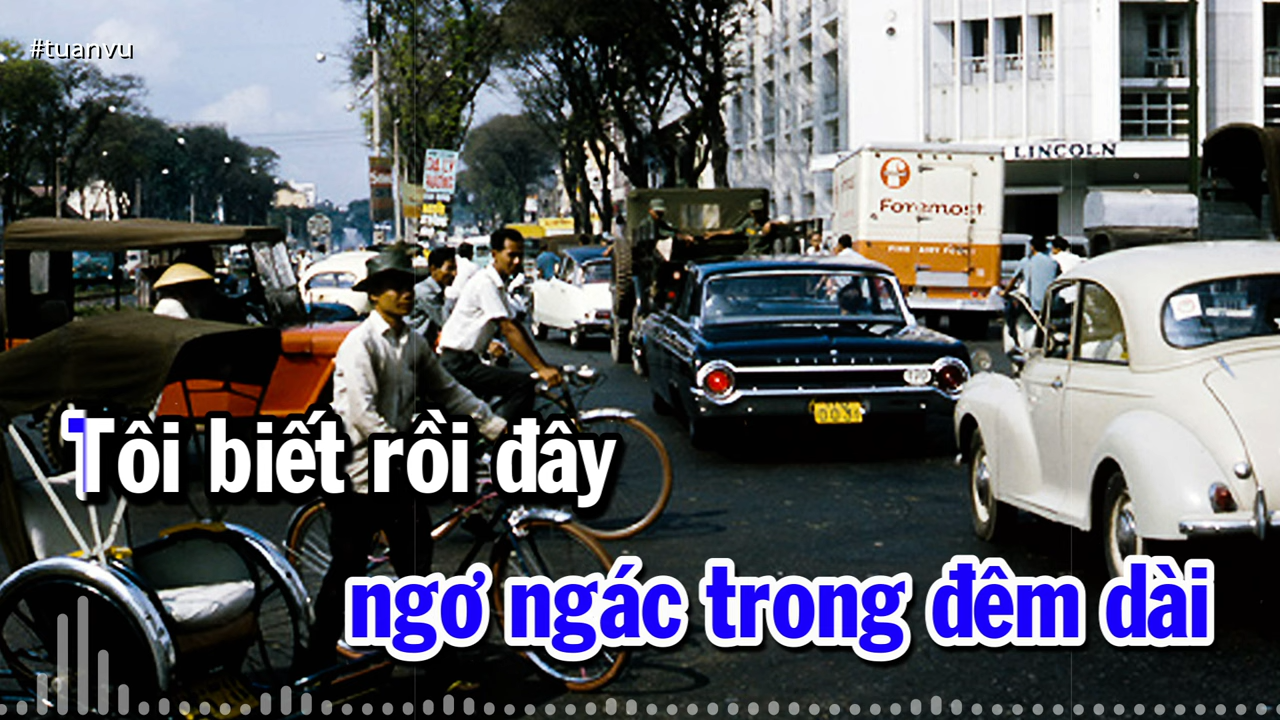 #tuanvu
LINCOLN
Foremost
Tôi biết rồi đây
ngơ ngác trong đêm dài